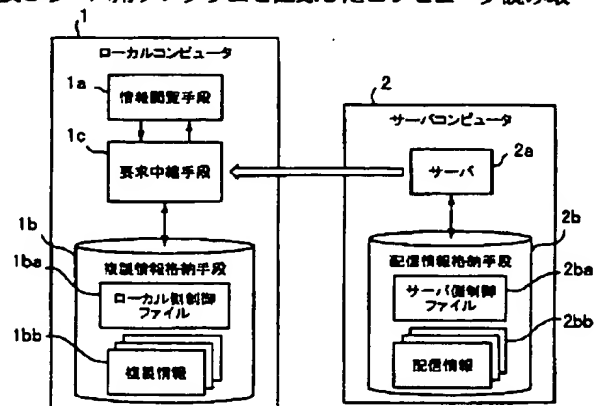 1
ローカルコンピュータ
1a
情報閲覧手段
1c
要求中継手段
1b
複製情報格納手段
1ba
ローカル側制御
ファイル
1bb
複製情報
2
サーバコンピュータ
サーバ
2a
2b
配信情報格納手段
サーバ側制御
ファイル
2ba
2bb
配信情報